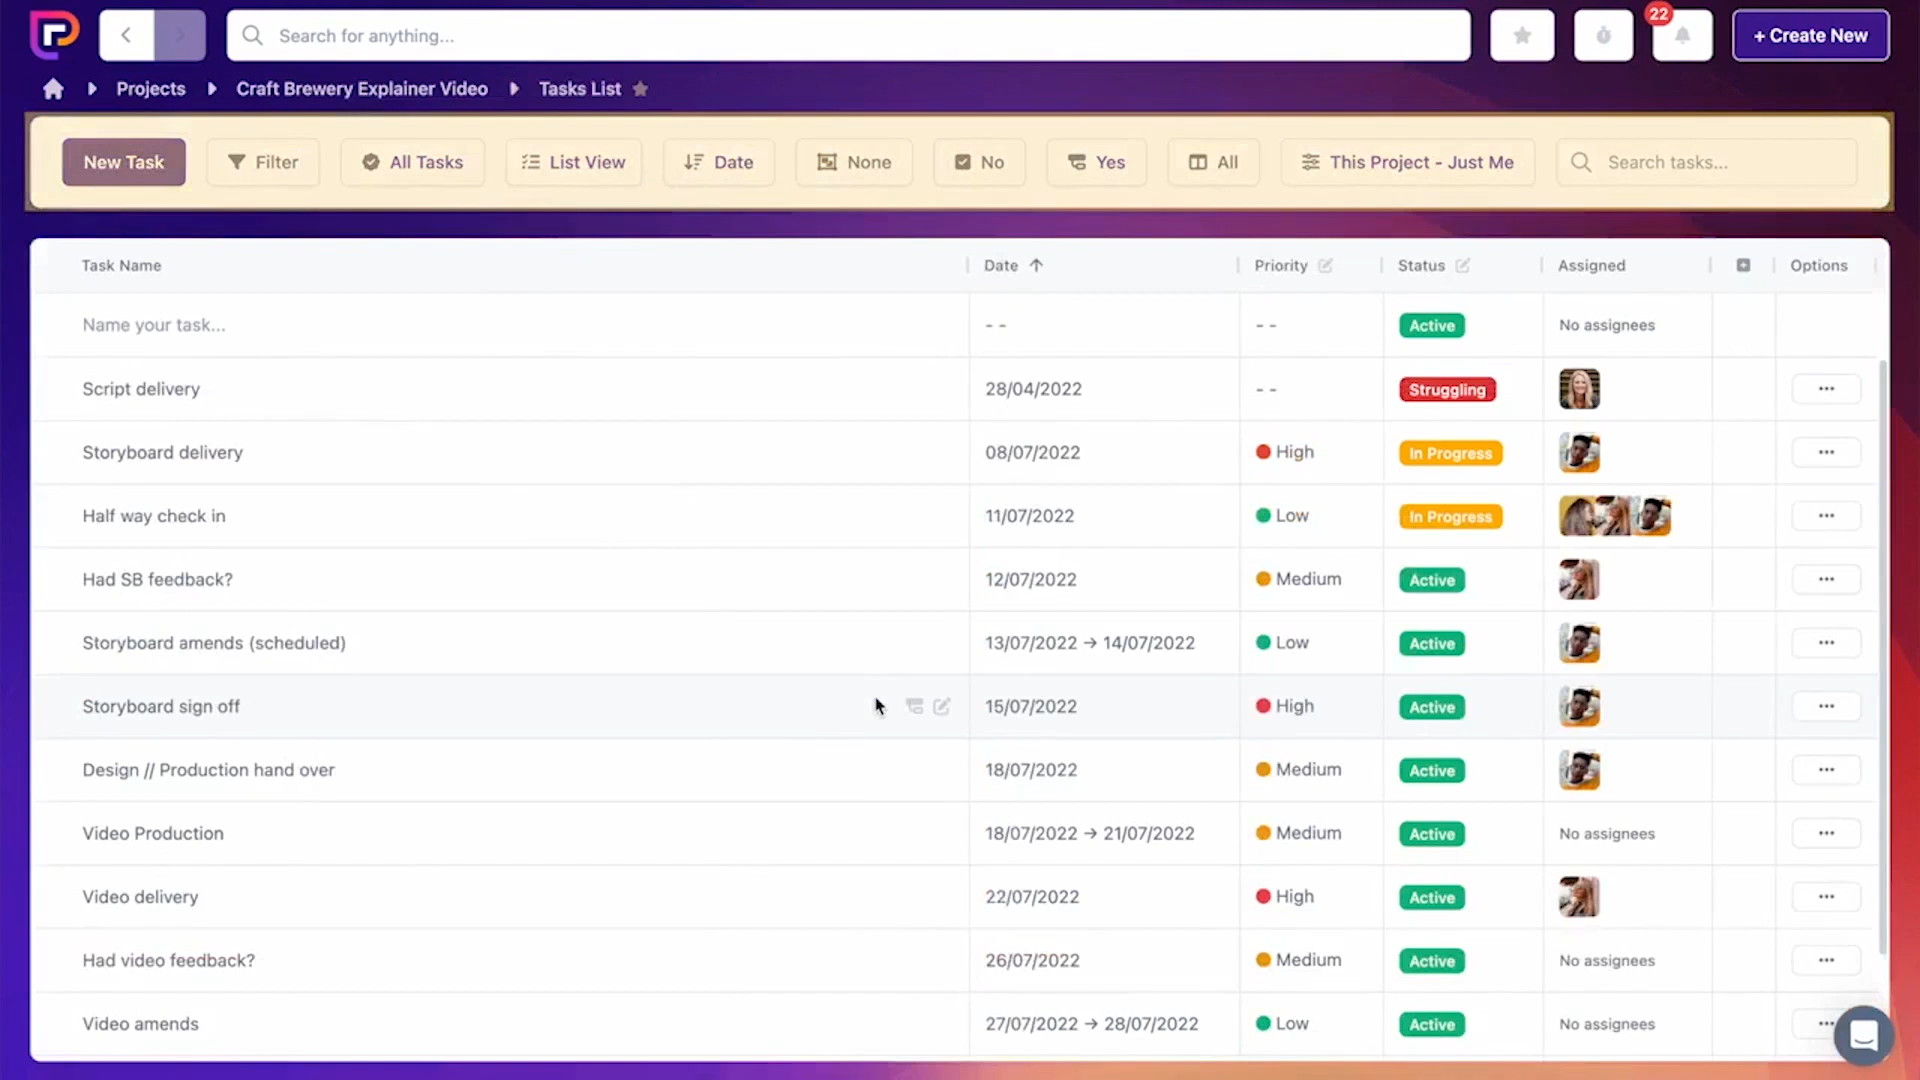 Search for anything...
22
+ Create New
Projects
Craft Brewery Explainer Video
Tasks List
New Task
Filter
All Tasks
List View
Date
None
No
Yes
All
This Project - Just Me
Search tasks...
Task Name
Date
Priority
Status
Assigned
Options
Name your task...
- -
- -
Active
No assignees
Script delivery
28/04/2022
- -
Struggling
Storyboard delivery
08/07/2022
High
In Progress
Half way check in
11/07/2022
Low
In Progress
Had SB feedback?
12/07/2022
Medium
Active
Storyboard amends (scheduled)
13/07/2022 → 14/07/2022
Low
Active
Storyboard sign off
15/07/2022
High
Active
Design // Production hand over
18/07/2022
Medium
Active
Video Production
18/07/2022 → 21/07/2022
Medium
Active
No assignees
Video delivery
22/07/2022
High
Active
Had video feedback?
26/07/2022
Medium
Active
No assignees
Video amends
27/07/2022 → 28/07/2022
Low
Active
No assignees